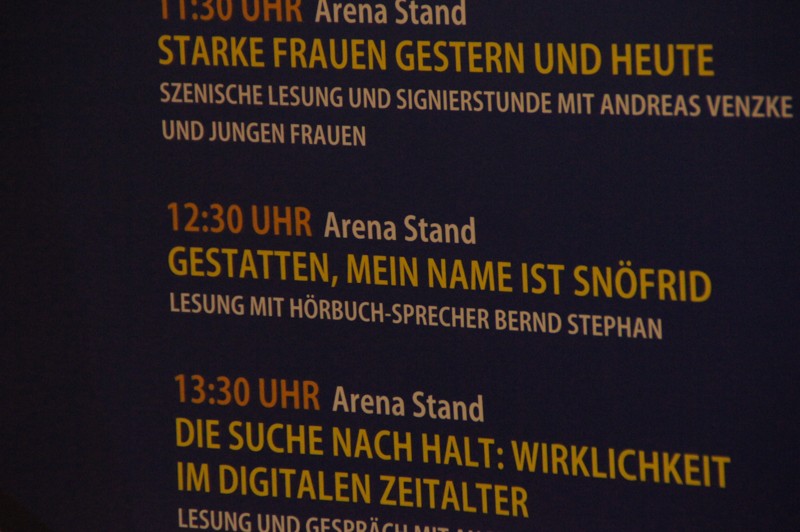 11:30 UHR Arena Stand
STARKE FRAUEN GESTERN UND HEUTE
SZENISCHE LESUNG UND SIGNIERSTUNDE MIT ANDREAS VENZKE
UND JUNGEN FRAUEN
12:30 UHR Arena Stand
GESTATTEN, MEIN NAME IST SNÖFRID
LESUNG MIT HÖRBUCH-SPRECHER BERND STEPHAN
13:30 UHR Arena Stand
DIE SUCHE NACH HALT: WIRKLICHKEIT
IM DIGITALEN ZEITALTER
LESUNG UND GESPRÄCH MIT